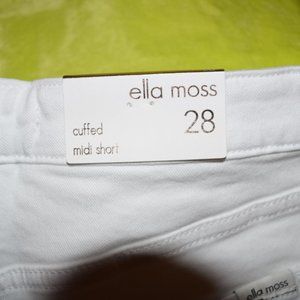 ella moss
cuffed
28
midi short
ella moss